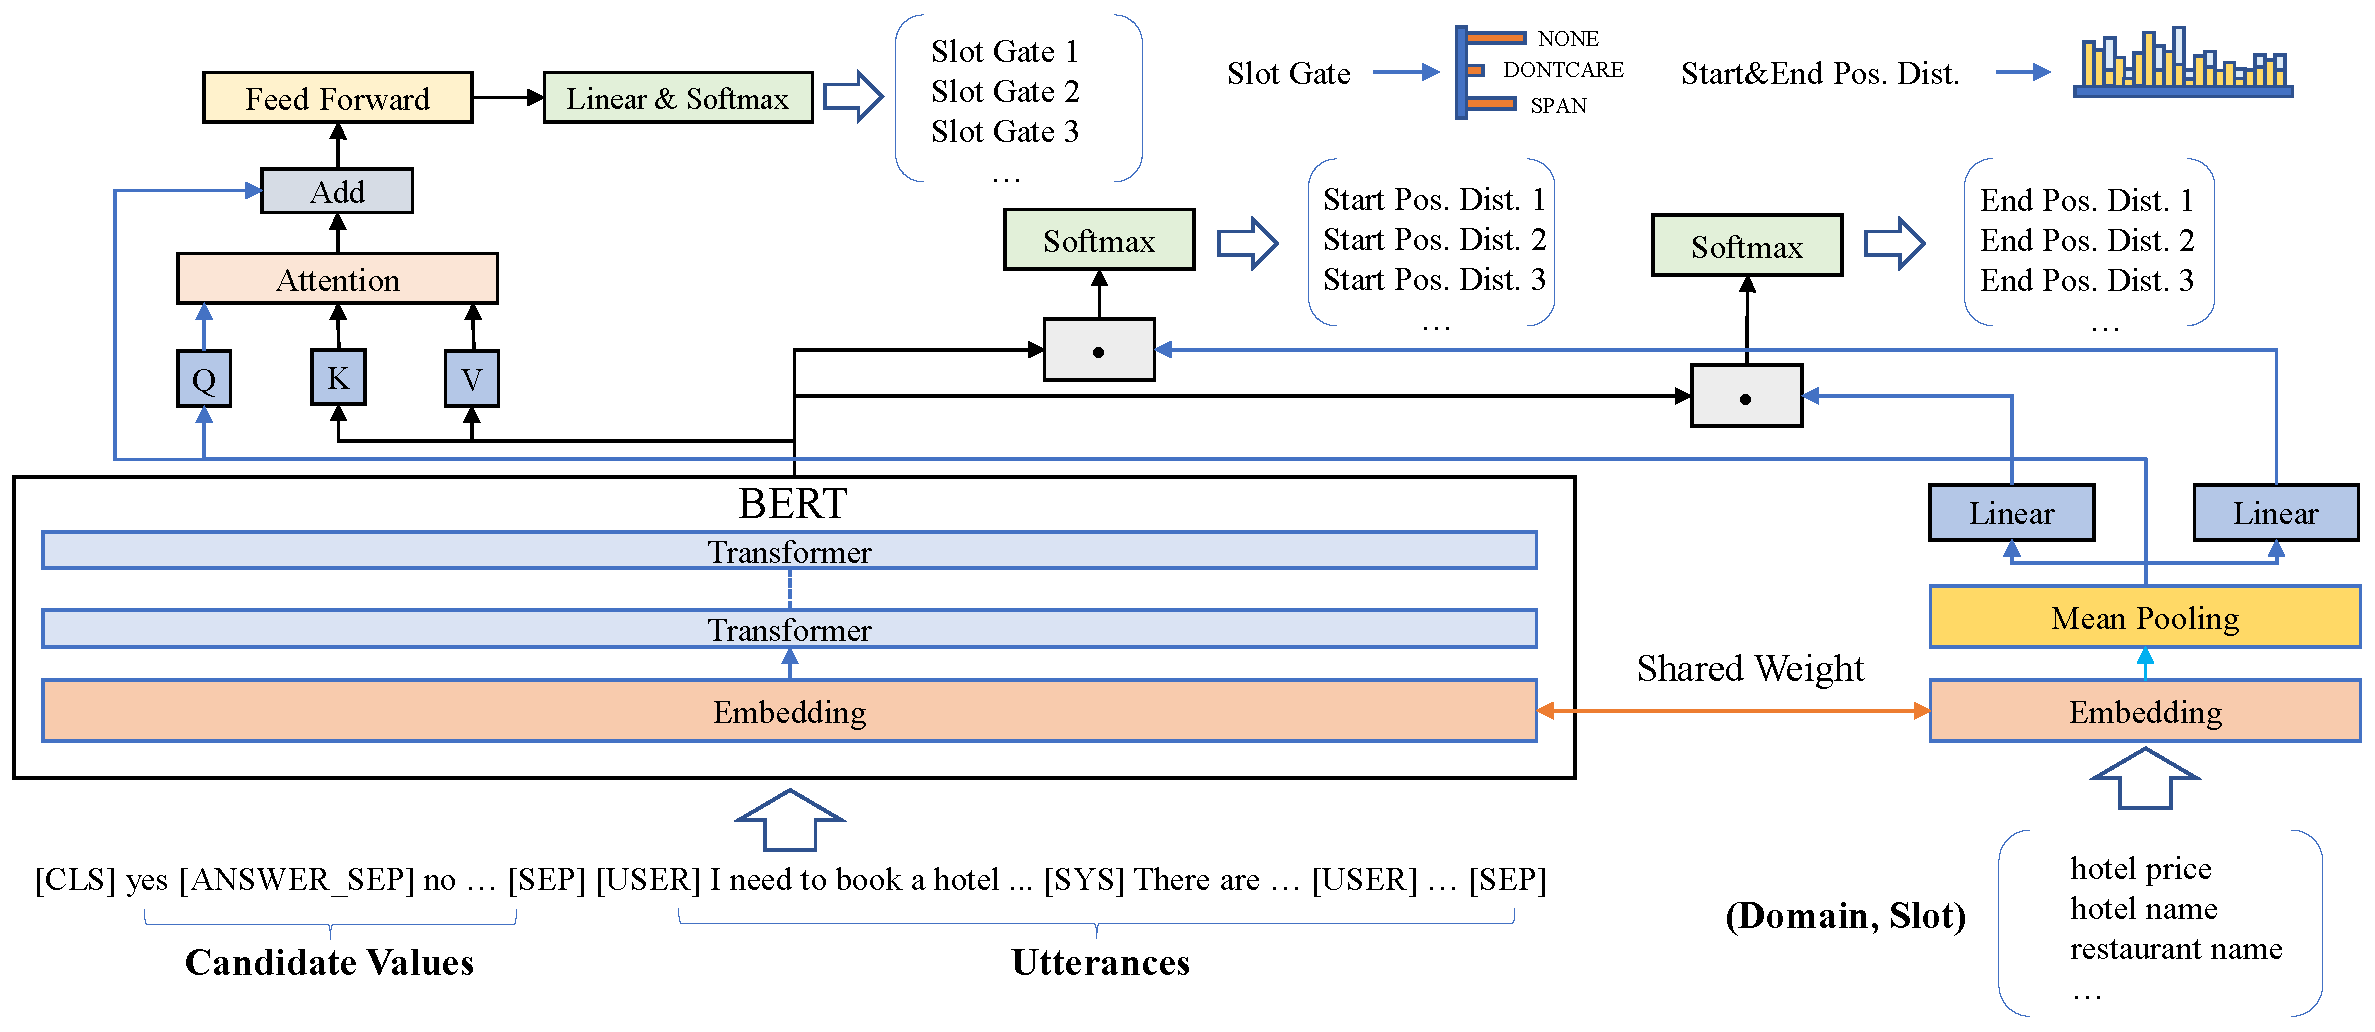 Slot Gate 1
Slot Gate 2
Slot Gate 3
…
Slot Gate
NONE
DONTCARE
SPAN
Start&End Pos. Dist.
Feed Forward
Linear & Softmax
Add
Attention
Q
K
V
Softmax
Start Pos. Dist. 1
Start Pos. Dist. 2
Start Pos. Dist. 3
…
Softmax
End Pos. Dist. 1
End Pos. Dist. 2
End Pos. Dist. 3
…
BERT
Transformer
Transformer
Embedding
Shared Weight
Linear
Linear
Mean Pooling
Embedding
[CLS] yes [ANSWER_SEP] no … [SEP] [USER] I need to book a hotel ... [SYS] There are … [USER] … [SEP]
Candidate Values
Utterances
(Domain, Slot)
hotel price
hotel name
restaurant name
…